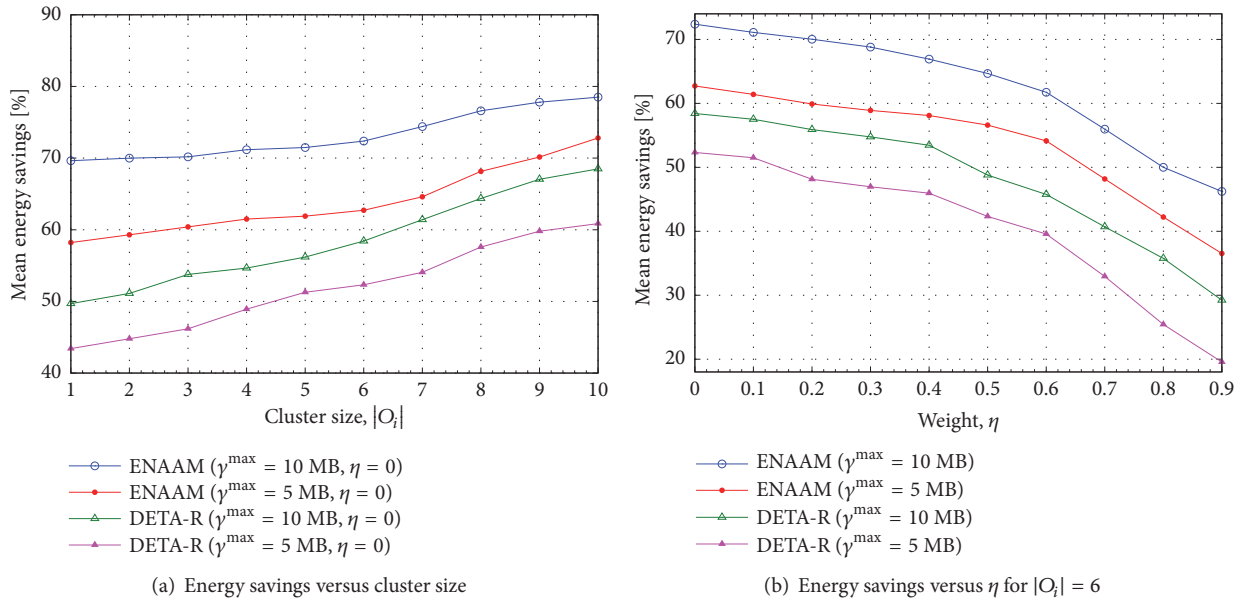 90
80
70
60
50
40
Mean energy savings [%]
1 2 3 4 5 6 7 8 9 10
Cluster size, |O_i|
ENAAM (γ^max = 10 MB, η = 0)
ENAAM (γ^max = 5 MB, η = 0)
DETA-R (γ^max = 10 MB, η = 0)
DETA-R (γ^max = 5 MB, η = 0)
(a) Energy savings versus cluster size
70
60
50
40
30
20
Mean energy savings [%]
0 0.1 0.2 0.3 0.4 0.5 0.6 0.7 0.8 0.9
Weight, η
ENAAM (γ^max = 10 MB)
ENAAM (γ^max = 5 MB)
DETA-R (γ^max = 10 MB)
DETA-R (γ^max = 5 MB)
(b) Energy savings versus η for |O_i| = 6